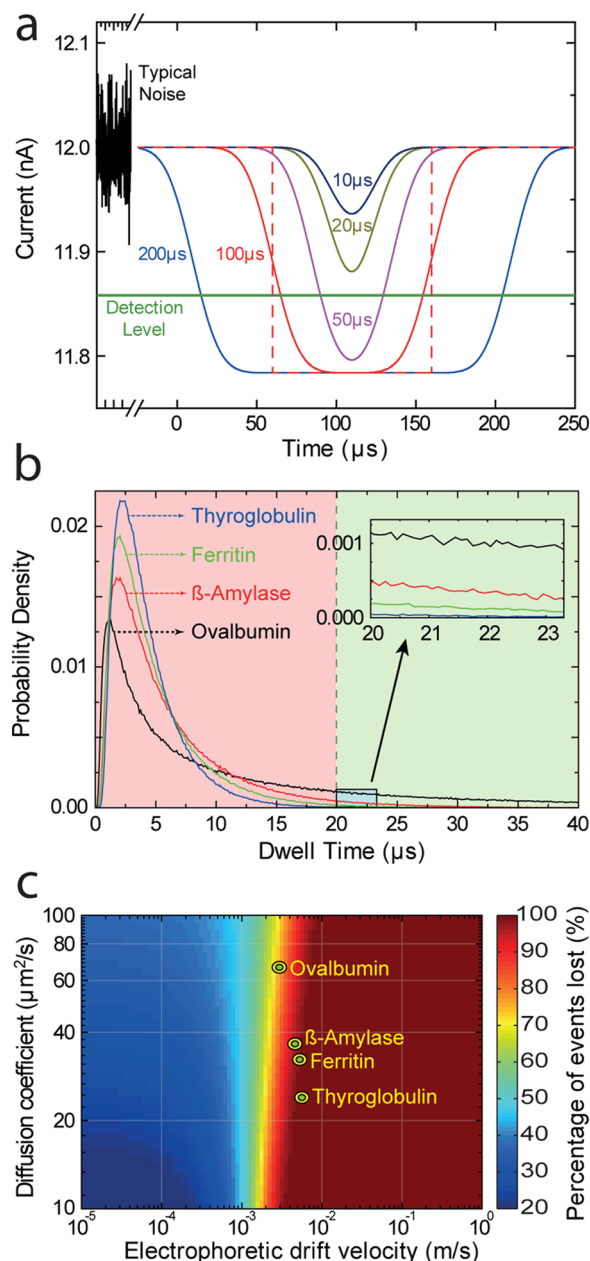 a
12.1
12.0
11.9
11.8
Current (nA)
Typical
Noise
10µs
20µs
200µs
100µs
50µs
Detection
Level
0
50
100
150
200
250
Time (µs)
b
0.02
0.01
0.00
Probability Density
Thyroglobulin
Ferritin
ß-Amylase
Ovalbumin
0.001
0.000
20
21
22
23
0
5
10
15
20
25
30
35
40
Dwell Time (µs)
c
100
80
60
40
20
10
Diffusion coefficient (µm²/s)
Ovalbumin
ß-Amylase
Ferritin
Thyroglobulin
10⁻⁵
10⁻⁴
10⁻³
10⁻²
10⁻¹
10⁰
Electrophoretic drift velocity (m/s)
100
90
80
70
60
50
40
30
20
Percentage of events lost (%)